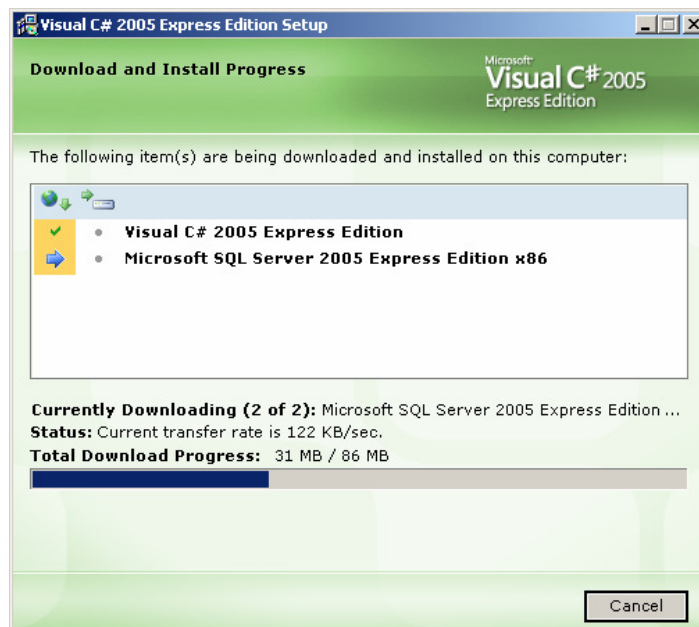 Visual C# 2005 Express Edition Setup
Download and Install Progress
Microsoft
Visual C# 2005
Express Edition
The following item(s) are being downloaded and installed on this computer:
Visual C# 2005 Express Edition
Microsoft SQL Server 2005 Express Edition x86
Currently Downloading (2 of 2): Microsoft SQL Server 2005 Express Edition ...
Status: Current transfer rate is 122 KB/sec.
Total Download Progress: 31 MB / 86 MB
Cancel